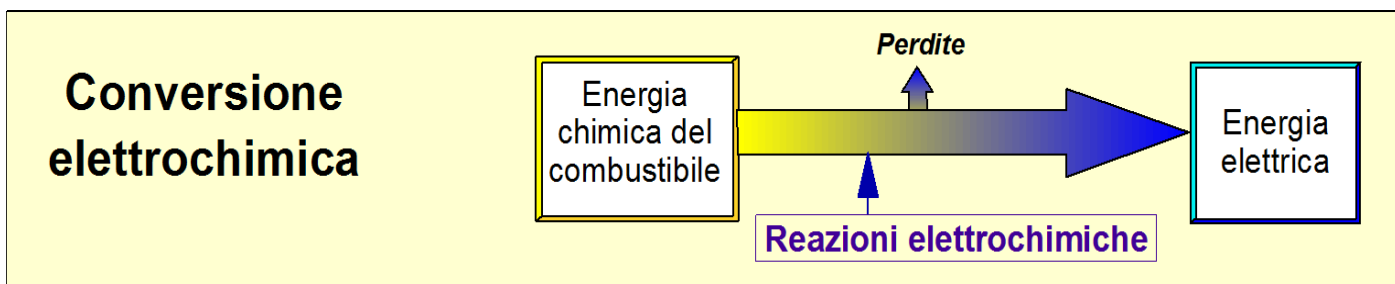 Conversione
elettrochimica
Perdite
Energia
chimica del
combustibile
Energia
elettrica
Reazioni elettrochimiche